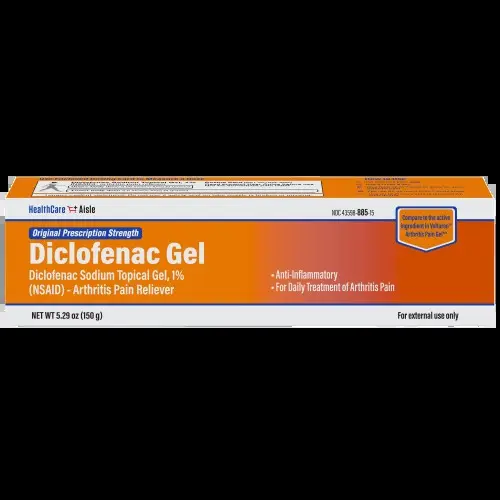 HealthCare Aisle
NDC 43598-885-15
Compare to the active
ingredient in Voltaren®
Arthritis Pain Gel**
Original Prescription Strength
Diclofenac Gel
Diclofenac Sodium Topical Gel, 1%
(NSAID) - Arthritis Pain Reliever
• Anti-Inflammatory
• For Daily Treatment of Arthritis Pain
NET WT 5.29 oz (150 g)
For external use only